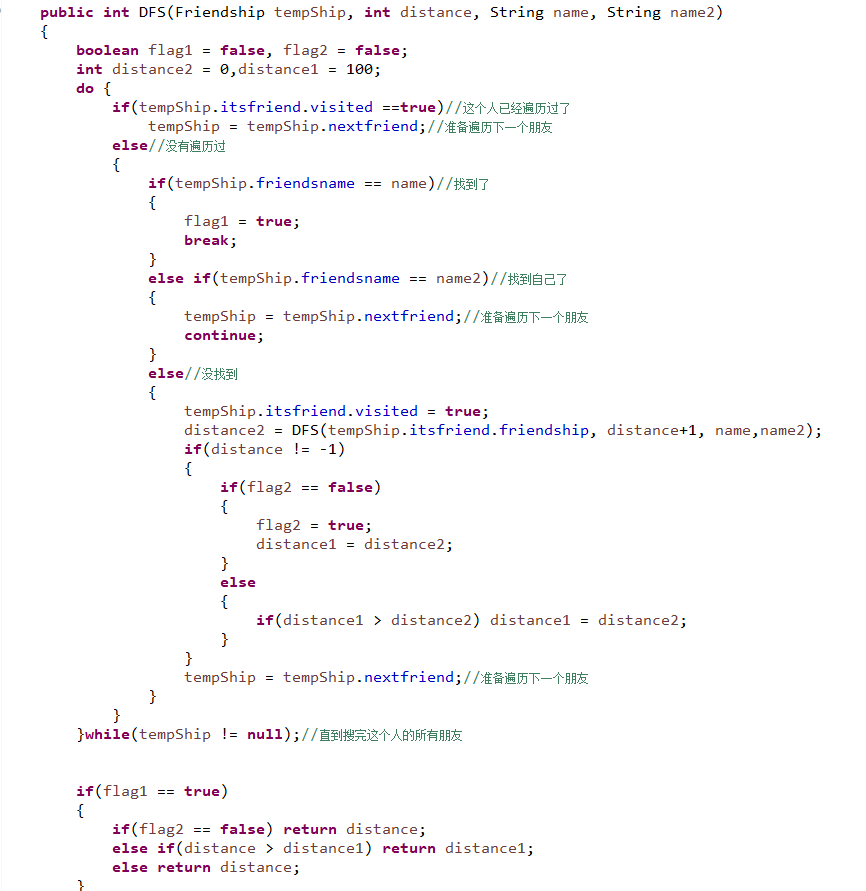 public int DFS(Friendship tempShip, int distance, String name, String name2)
{
boolean flag1 = false, flag2 = false;
int distance2 = 0,distance1 = 100;
do {
if(tempShip.itsfriend.visited ==true)//这个人已经遍历过了
tempShip = tempShip.nextfriend;//准备遍历下一个朋友
else//没有遍历过
{
if(tempShip.friendsname == name)//找到了
{
flag1 = true;
break;
}
else if(tempShip.friendsname == name2)//找到自己了
{
tempShip = tempShip.nextfriend;//准备遍历下一个朋友
continue;
}
else//没找到
{
tempShip.itsfriend.visited = true;
distance2 = DFS(tempShip.itsfriend.friendship, distance+1, name,name2);
if(distance != -1)
{
if(flag2 == false)
{
flag2 = true;
distance1 = distance2;
}
else
{
if(distance1 > distance2) distance1 = distance2;
}
}
tempShip = tempShip.nextfriend;//准备遍历下一个朋友
}
}
}while(tempShip != null);//直到搜完这个人的所有朋友
if(flag1 == true)
{
if(flag2 == false) return distance;
else if(distance > distance1) return distance1;
else return distance;
}